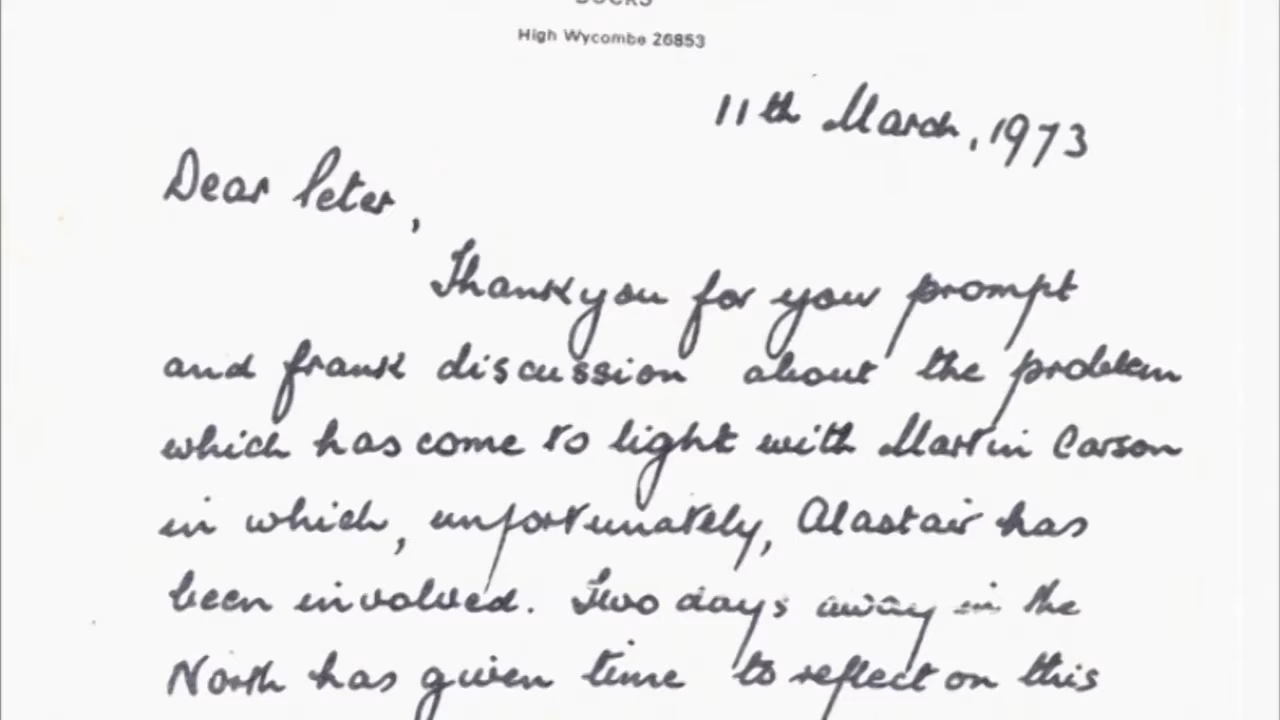 BUCKS
High Wycombe 26853
11th March, 1973
Dear Peter,
Thankyou for your prompt
and frank discussion about the problem
which has come to light with Martin Carson
in which, unfortunately, Alastair has
been involved. Two days away in the
North has given time to reflect on this